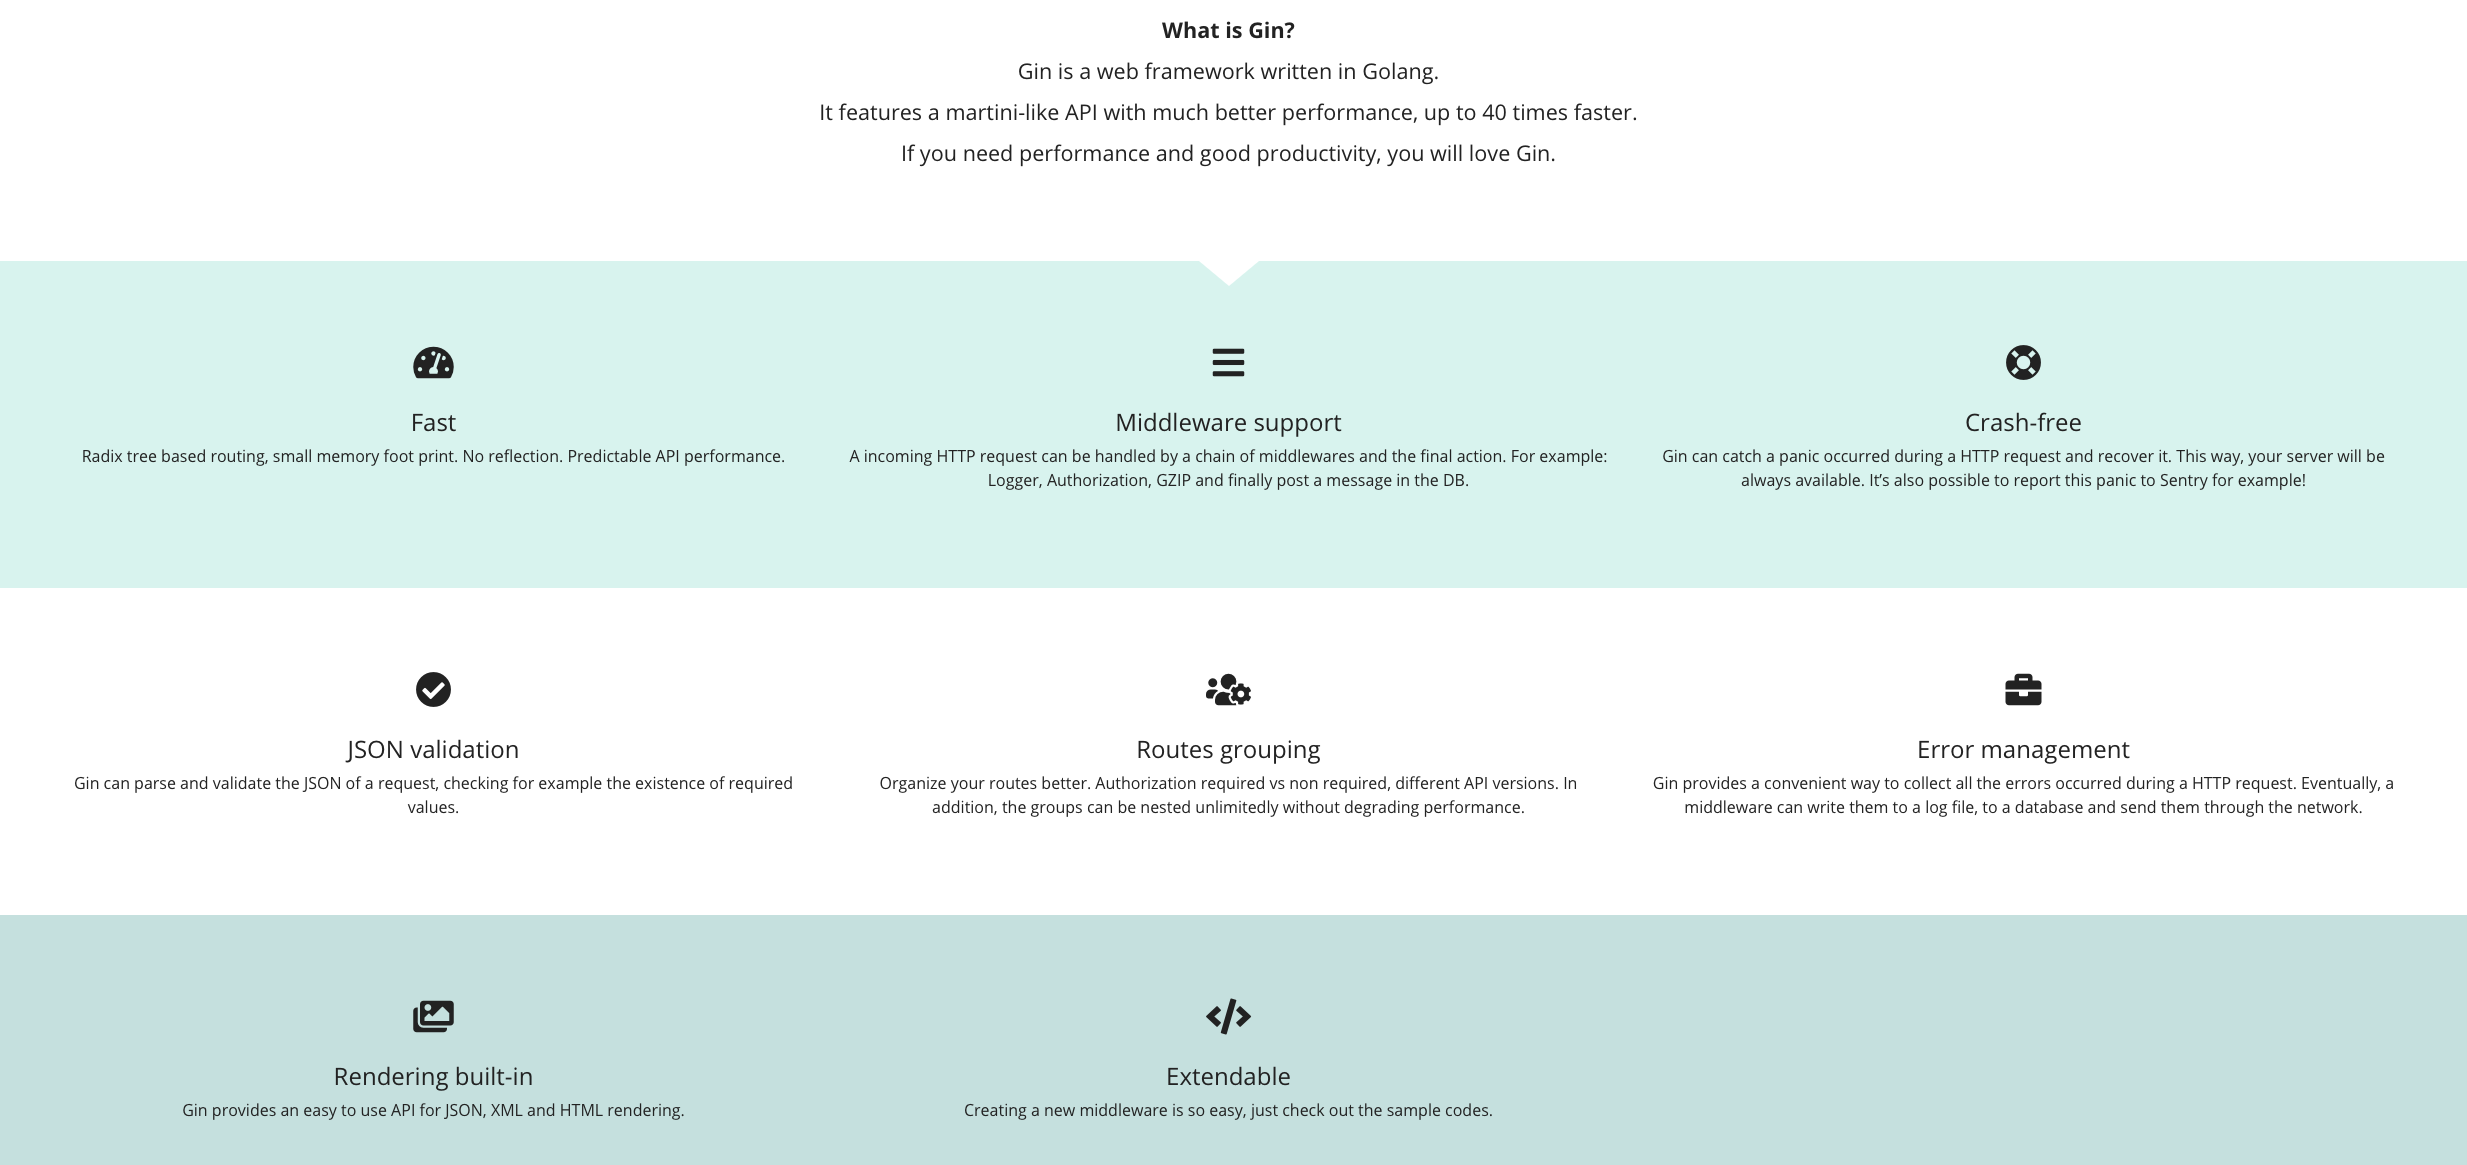 What is Gin?
Gin is a web framework written in Golang.
It features a martini-like API with much better performance, up to 40 times faster.
If you need performance and good productivity, you will love Gin.
Fast
Radix tree based routing, small memory foot print. No reflection. Predictable API performance.
Middleware support
A incoming HTTP request can be handled by a chain of middlewares and the final action. For example:
Logger, Authorization, GZIP and finally post a message in the DB.
Crash-free
Gin can catch a panic occurred during a HTTP request and recover it. This way, your server will be
always available. It’s also possible to report this panic to Sentry for example!
JSON validation
Gin can parse and validate the JSON of a request, checking for example the existence of required
values.
Routes grouping
Organize your routes better. Authorization required vs non required, different API versions. In
addition, the groups can be nested unlimitedly without degrading performance.
Error management
Gin provides a convenient way to collect all the errors occurred during a HTTP request. Eventually, a
middleware can write them to a log file, to a database and send them through the network.
Rendering built-in
Gin provides an easy to use API for JSON, XML and HTML rendering.
Extendable
Creating a new middleware is so easy, just check out the sample codes.